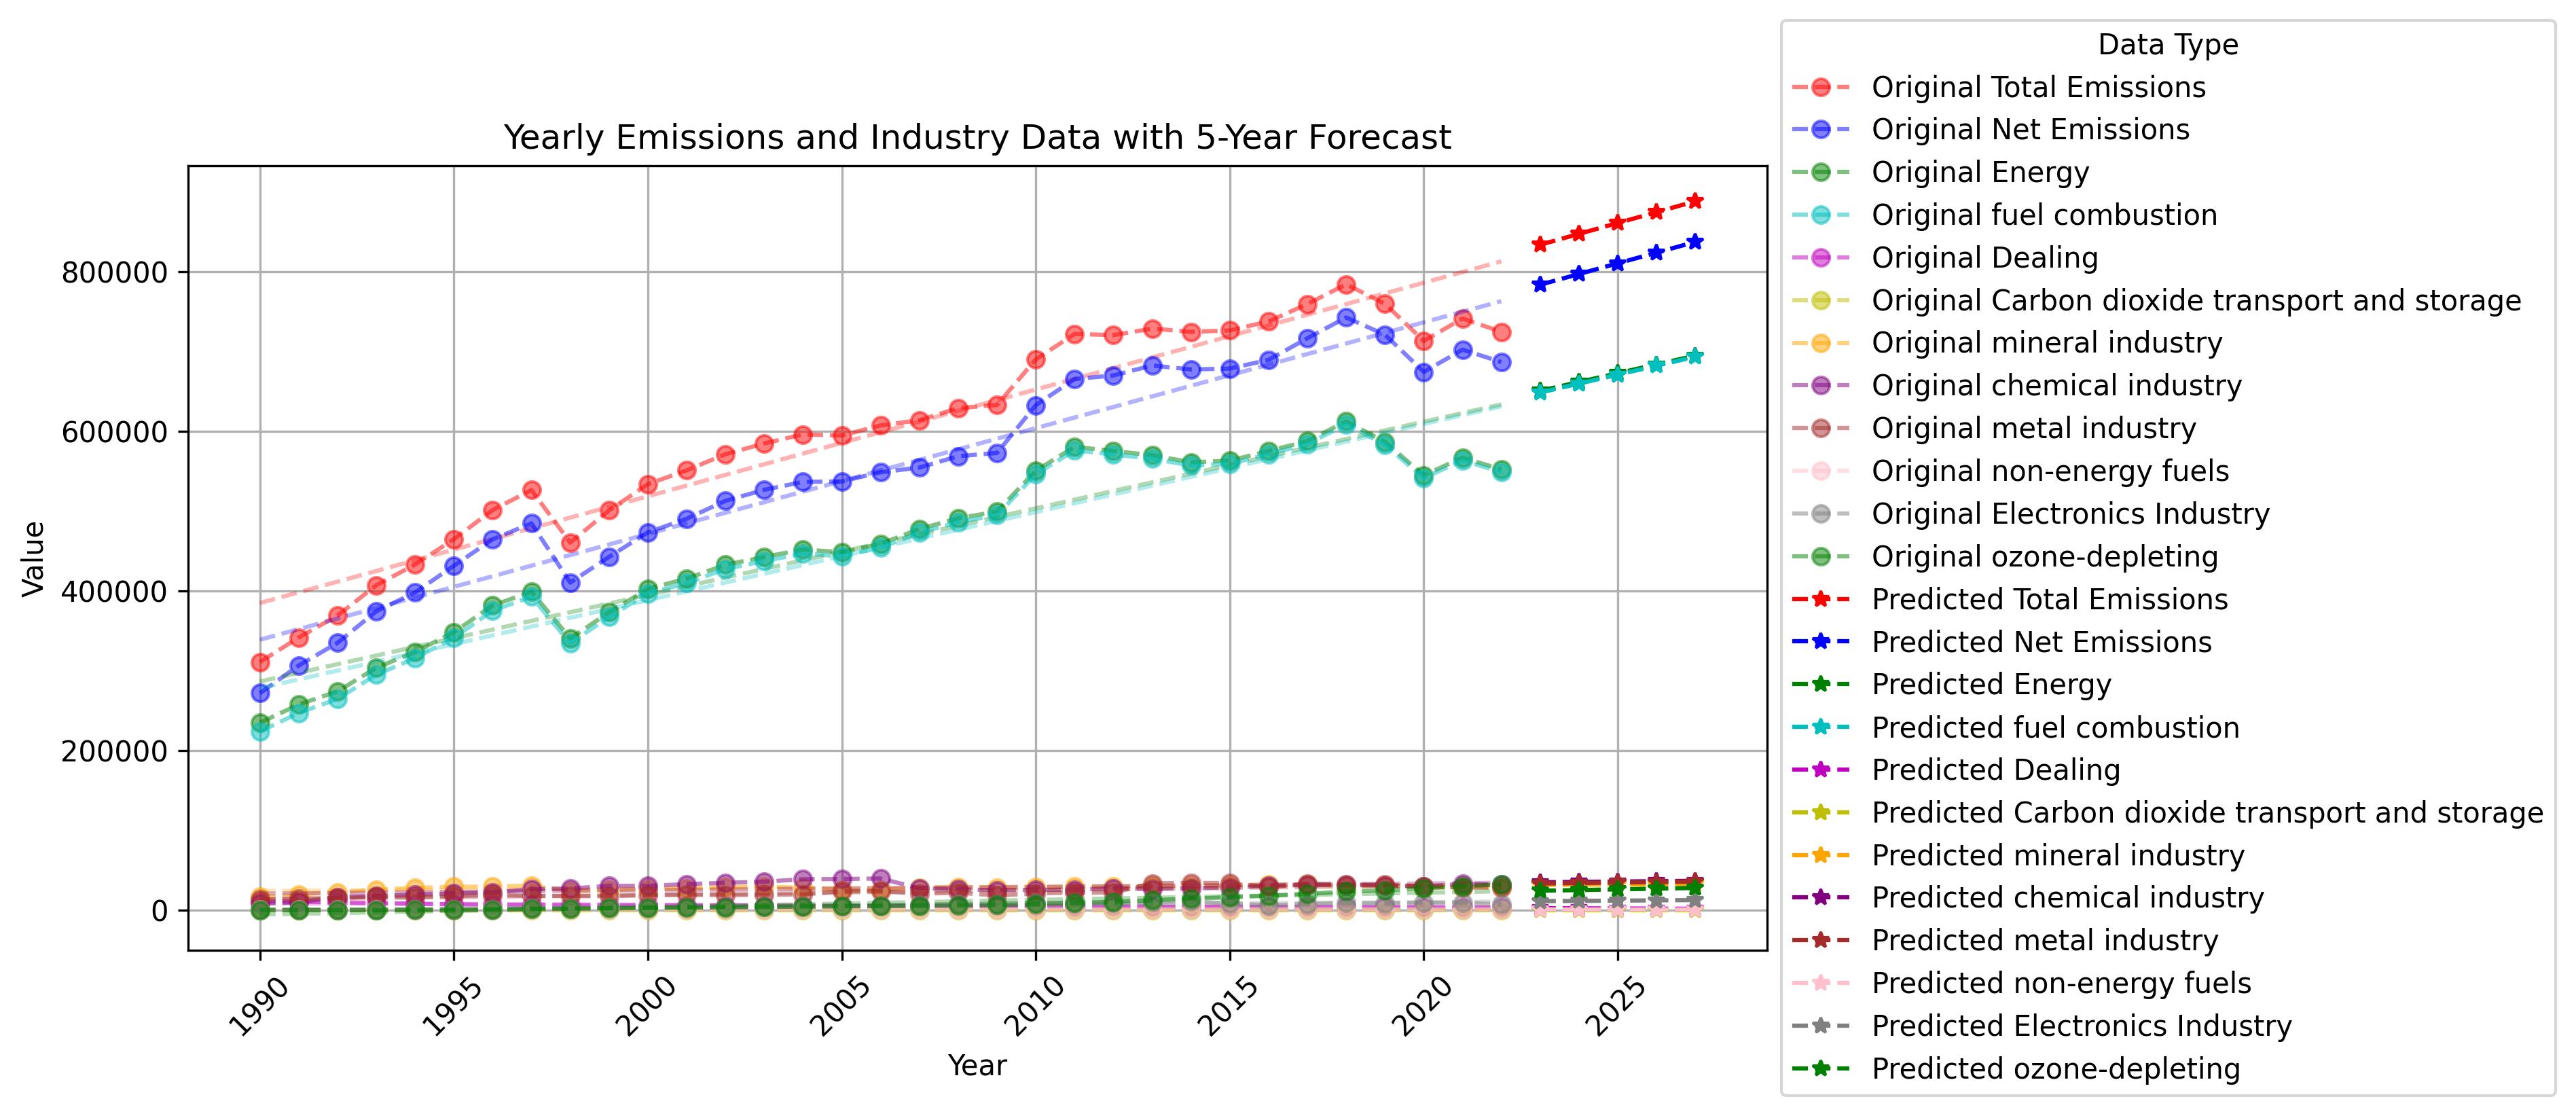 Yearly Emissions and Industry Data with 5-Year Forecast
Value
800000
600000
400000
200000
0
1990
1995
2000
2005
2010
2015
2020
2025
Year
Data Type
Original Total Emissions
Original Net Emissions
Original Energy
Original fuel combustion
Original Dealing
Original Carbon dioxide transport and storage
Original mineral industry
Original chemical industry
Original metal industry
Original non-energy fuels
Original Electronics Industry
Original ozone-depleting
Predicted Total Emissions
Predicted Net Emissions
Predicted Energy
Predicted fuel combustion
Predicted Dealing
Predicted Carbon dioxide transport and storage
Predicted mineral industry
Predicted chemical industry
Predicted metal industry
Predicted non-energy fuels
Predicted Electronics Industry
Predicted ozone-depleting